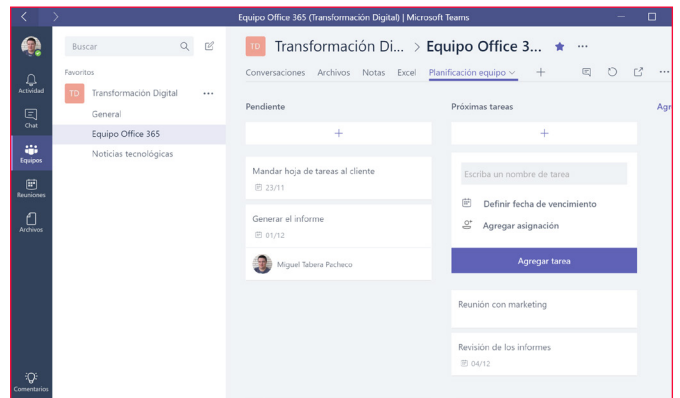 Equipo Office 365 (Transformación Digital) | Microsoft Teams
Actividad
Chat
Equipos
Reuniones
Archivos
Comentarios
Buscar
Favoritos
TD Transformación Digital
General
Equipo Office 365
Noticias tecnológicas
TD Transformación Di... > Equipo Office 3...
Conversaciones Archivos Notas Excel Planificación equipo
Pendiente
Mandar hoja de tareas al cliente
23/11
Generar el informe
01/12
Miguel Tabera Pacheco
Próximas tareas
Escriba un nombre de tarea
Definir fecha de vencimiento
Agregar asignación
Agregar tarea
Reunión con marketing
Revisión de los informes
04/12
Agr